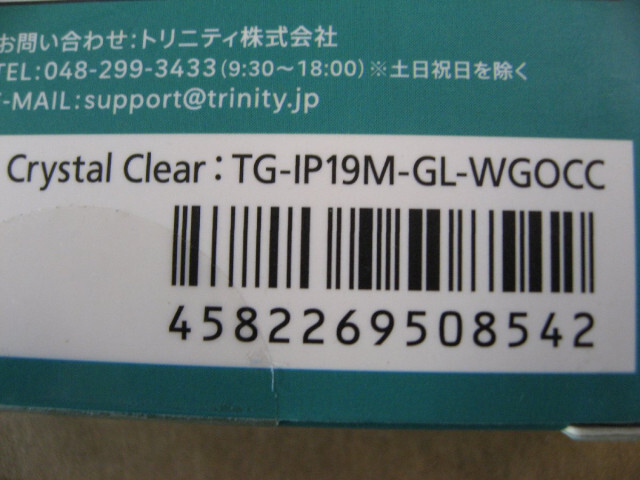 お問い合わせ:トリニティ株式会社
TEL:048-299-3433(9:30〜18:00)※土日祝日を除く
E-MAIL:support@trinity.jp
Crystal Clear:TG-IP19M-GL-WGOCC
4582269508542